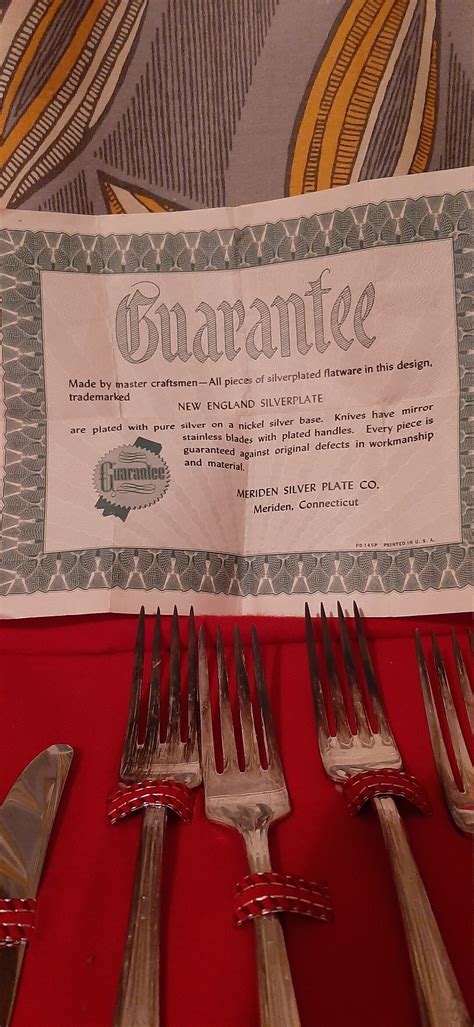 Guarantee
Made by master craftsmen—All pieces of silverplated flatware in this design,
trademarked
NEW ENGLAND SILVERPLATE
are plated with pure silver on a nickel silver base. Knives have mirror
stainless blades with plated handles. Every piece is
guaranteed against original defects in workmanship
and material.
Guarantee
MERIDEN SILVER PLATE CO.
Meriden, Connecticut
PRINTED IN U. S. A.